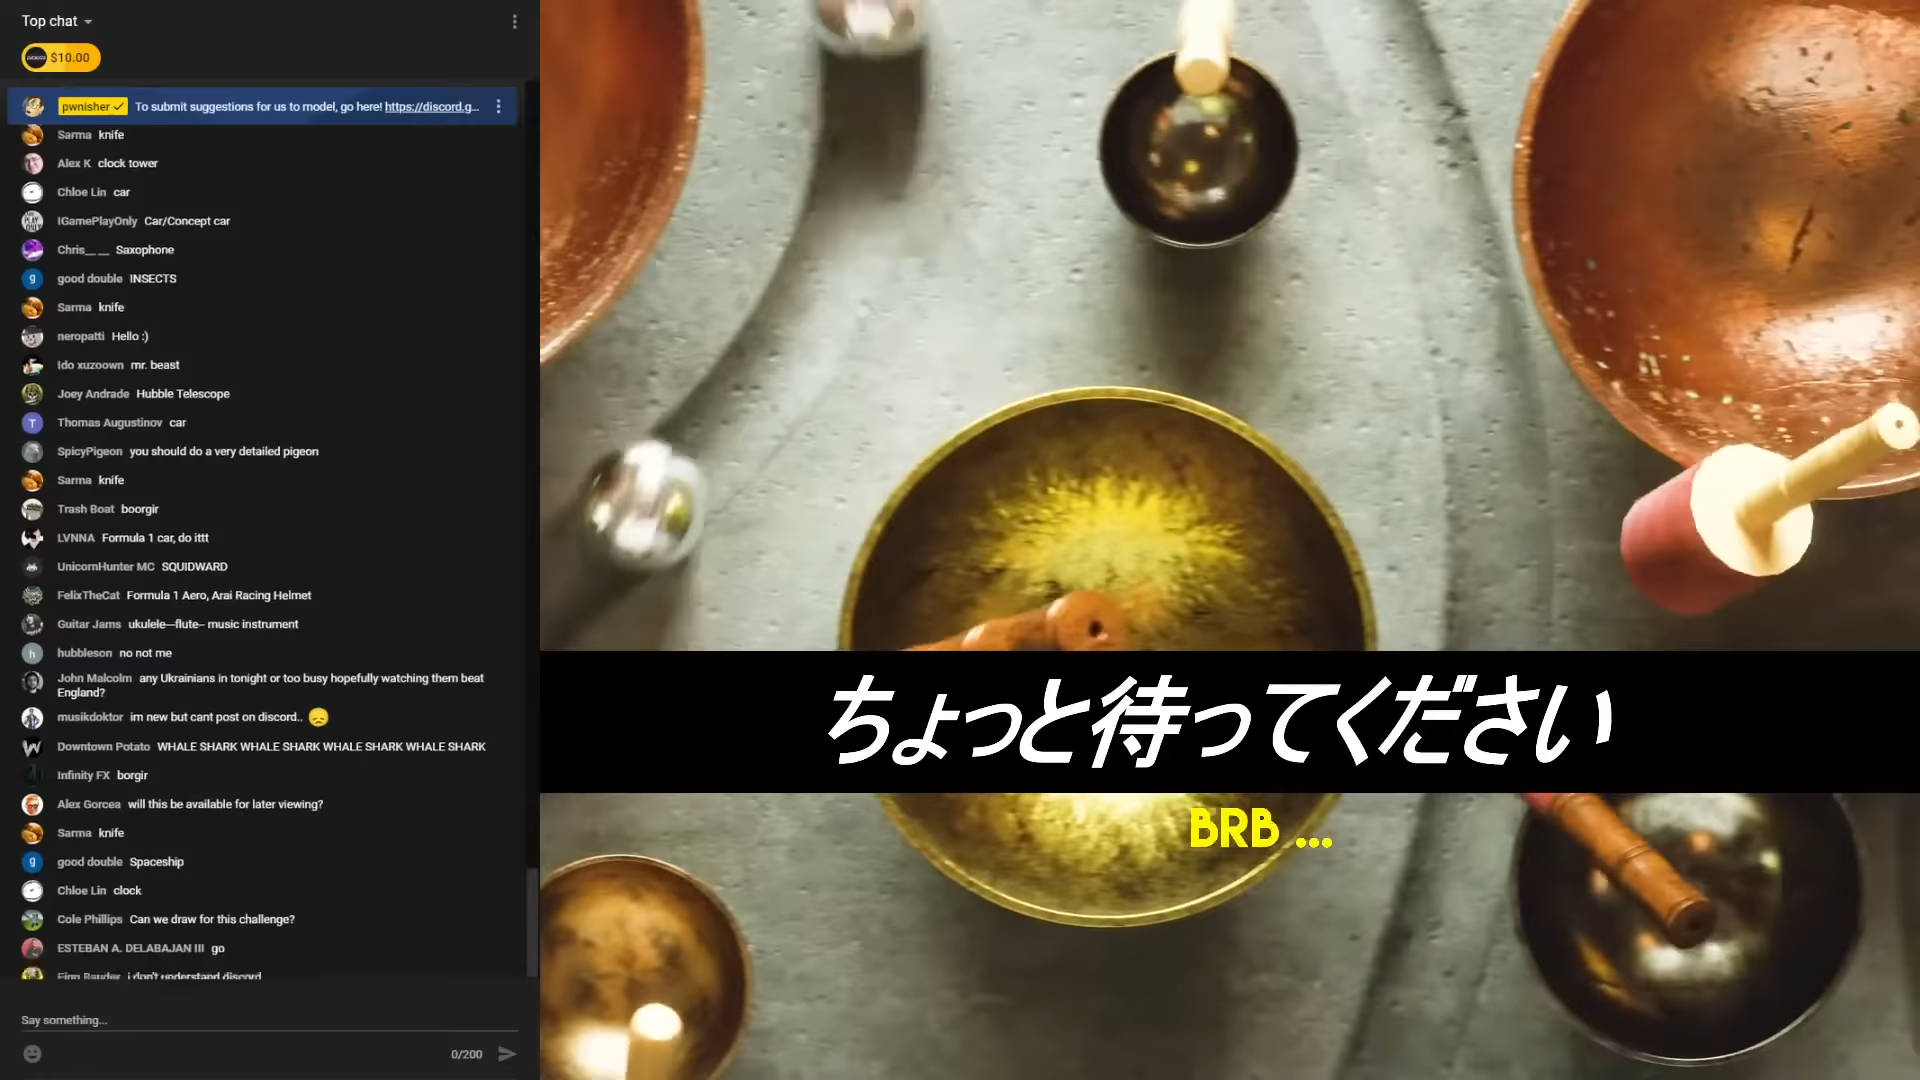 Top chat
$10.00
pwnisher To submit suggestions for us to model, go here! https://discord.g...
Sarma knife
Alex K clock tower
Chloe Lin car
IGamePlayOnly Car/Concept car
Chris__ __ Saxophone
good double INSECTS
Sarma knife
neropatti Hello :)
Ido xuzoown mr. beast
Joey Andrade Hubble Telescope
T Thomas Augustinov car
SpicyPigeon you should do a very detailed pigeon
Sarma knife
Trash Boat boorgir
LVNNA Formula 1 car, do ittt
UnicornHunter MC SQUIDWARD
FelixTheCat Formula 1 Aero, Arai Racing Helmet
Guitar Jams ukulele—flute– music instrument
h hubbleson no not me
John Malcolm any Ukrainians in tonight or too busy hopefully watching them beat
England?
musikdoktor im new but cant post on discord.. 😞
Downtown Potato WHALE SHARK WHALE SHARK WHALE SHARK WHALE SHARK
Infinity FX borgir
Alex Gorcea will this be available for later viewing?
Sarma knife
good double Spaceship
Chloe Lin clock
Cole Phillips Can we draw for this challenge?
ESTEBAN A. DELABAJAN III go
i don't understand discord
Say something...
0/200
ちょっと待ってください
BRB ...